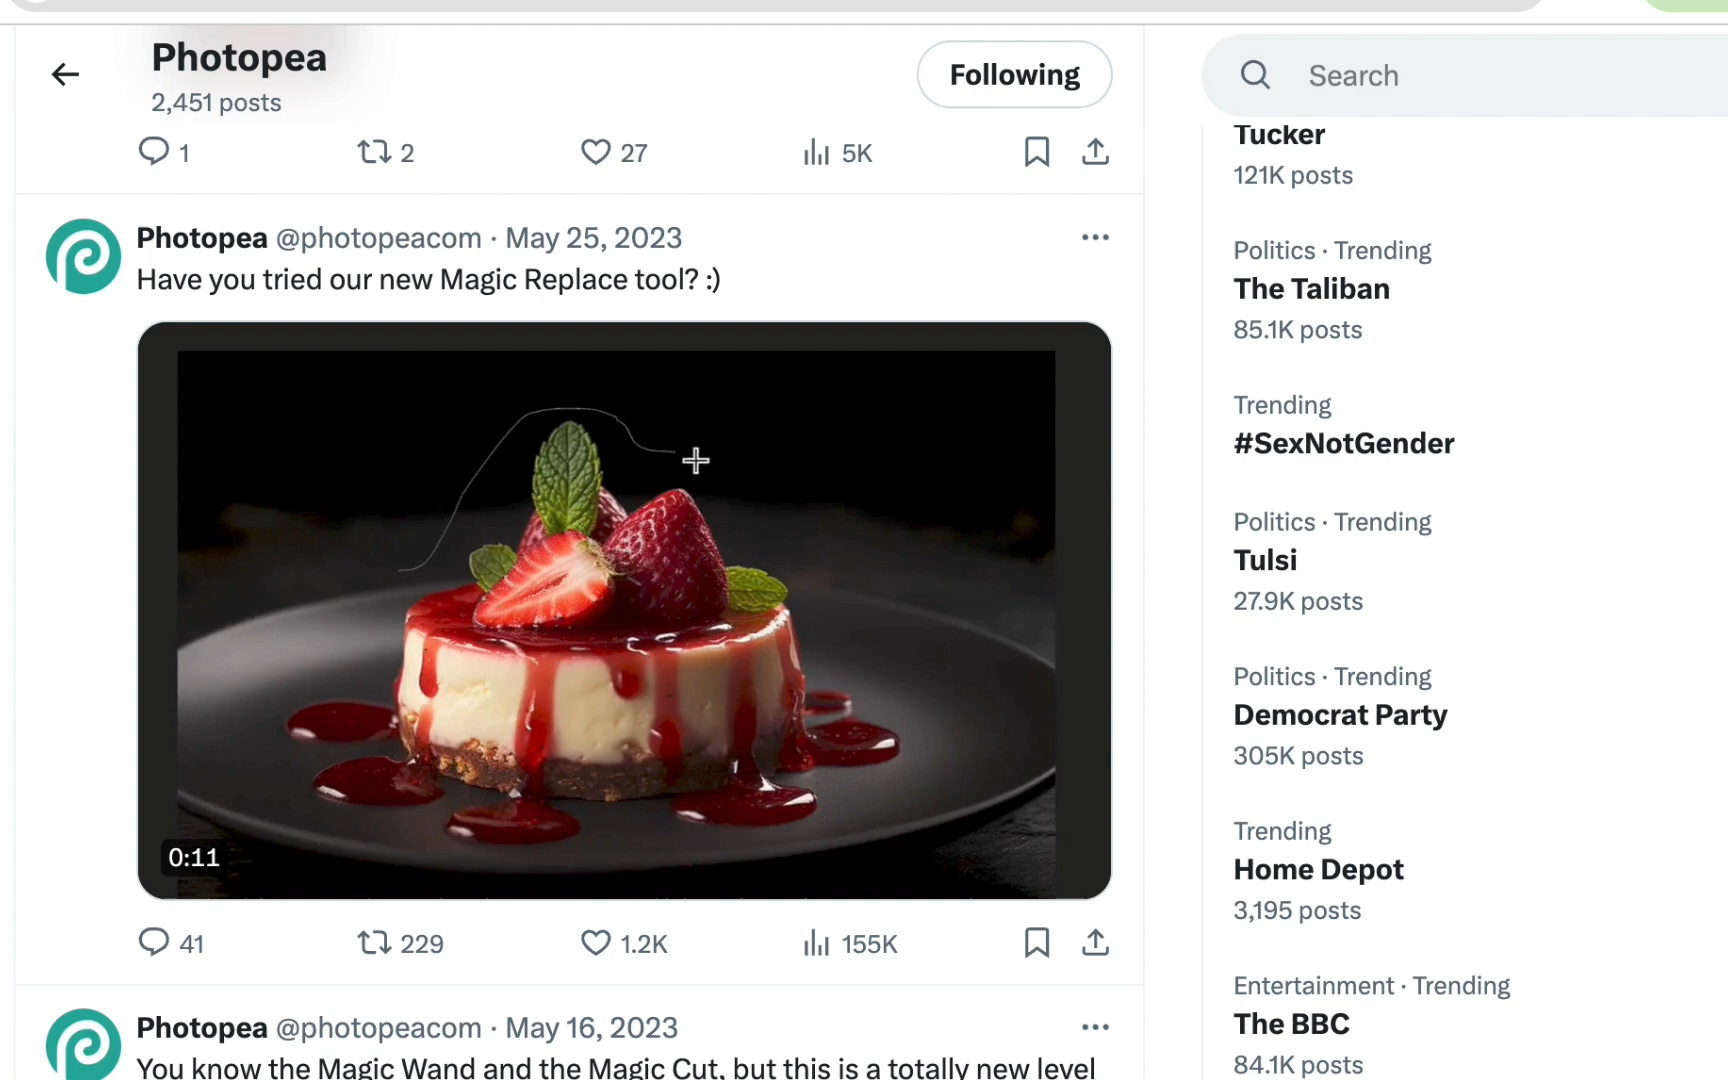 Photopea
2,451 posts
Following
1
2
27
5K
Photopea @photopeacom · May 25, 2023
Have you tried our new Magic Replace tool? :)
0:11
41
229
1.2K
155K
Photopea @photopeacom · May 16, 2023
You know the Magic Wand and the Magic Cut, but this is a totally new level
Search
Tucker
121K posts
Politics · Trending
The Taliban
85.1K posts
Trending
#SexNotGender
Politics · Trending
Tulsi
27.9K posts
Politics · Trending
Democrat Party
305K posts
Trending
Home Depot
3,195 posts
Entertainment · Trending
The BBC
84.1K posts